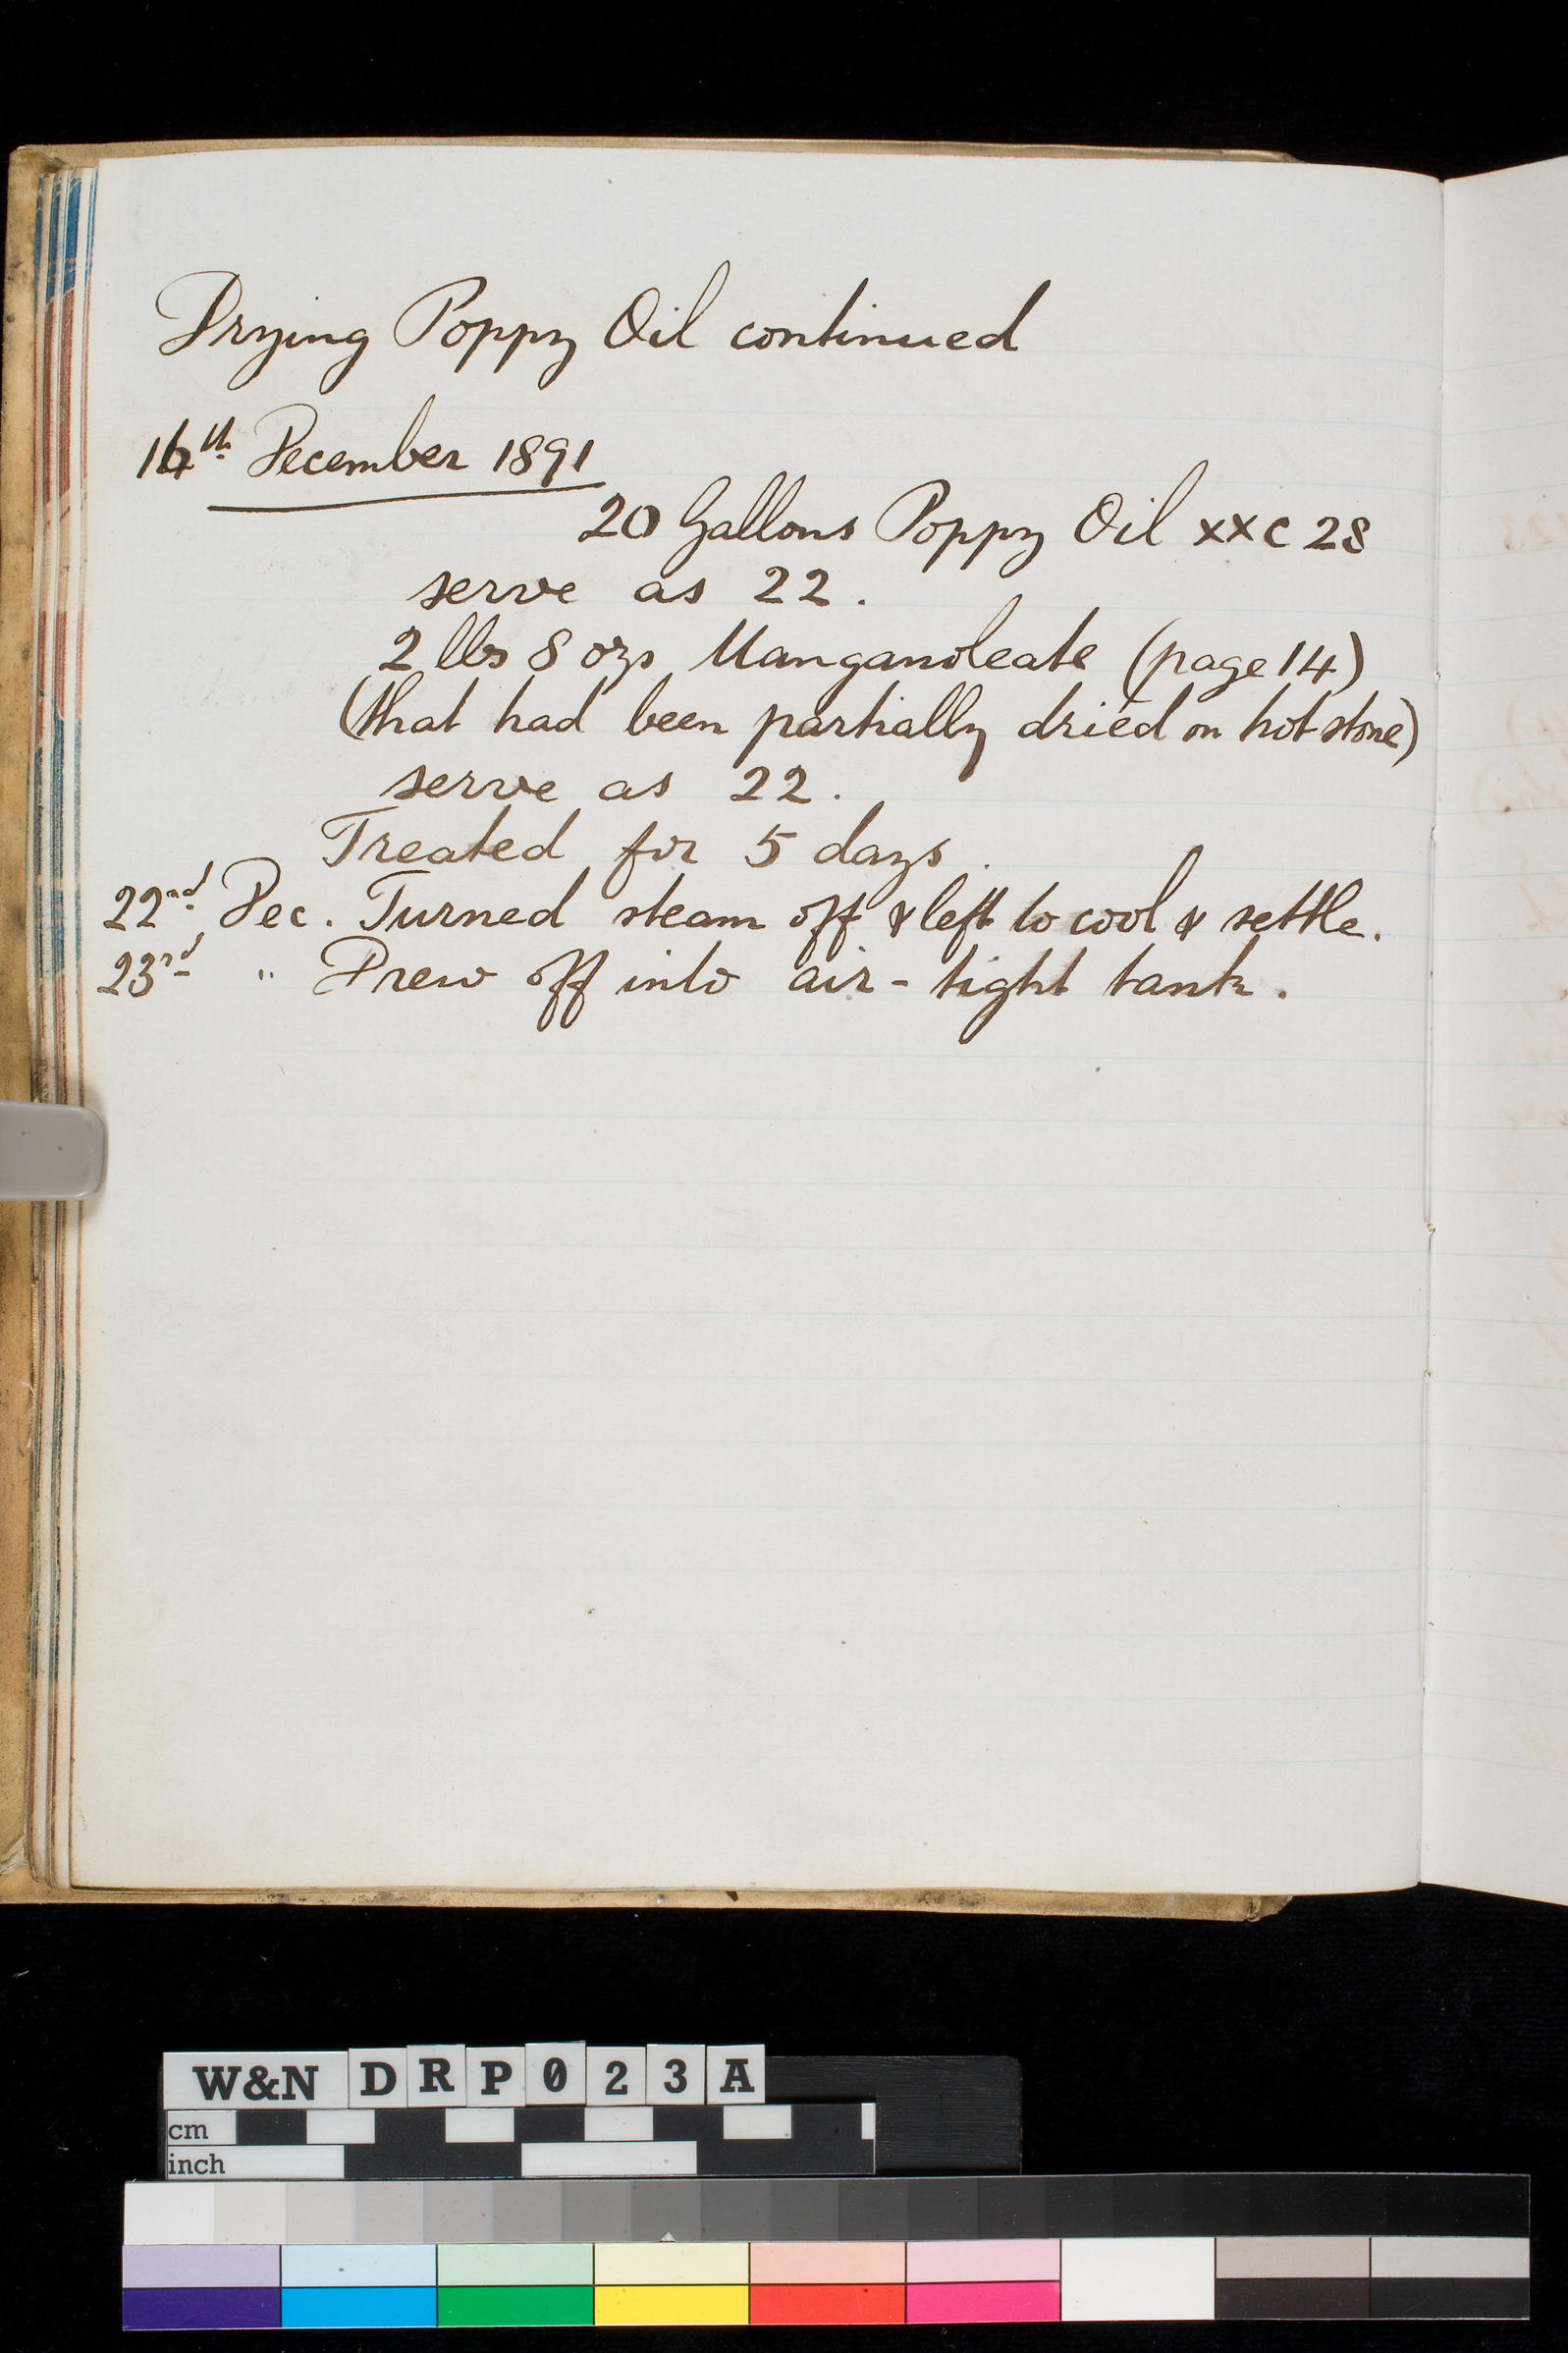 Drying Poppy Oil continued
16th December 1891
20 Gallons Poppy Oil xxc 28
serve as 22.
2 lbs 8 ozs Manganoleate (page 14)
(that had been partially dried on hot stone)
serve as 22.
Treated for 5 days.
22nd Dec. Turned steam off & left to cool & settle.
23rd " Drew off into air-tight tank.
W&N DRP023A
cm
inch